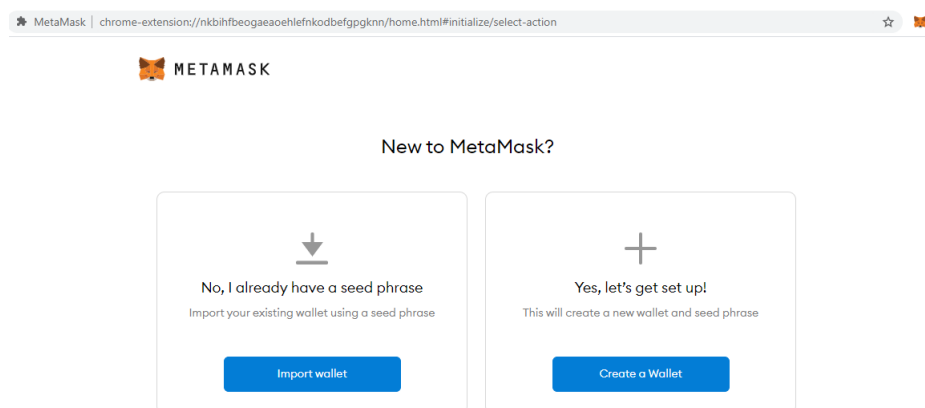 MetaMask | chrome-extension://nkbihfbeogaeaoehlefnkodbefgpgknn/home.html#initialize/select-action
METAMASK
New to MetaMask?
No, I already have a seed phrase
Import your existing wallet using a seed phrase
Import wallet
Yes, let’s get set up!
This will create a new wallet and seed phrase
Create a Wallet